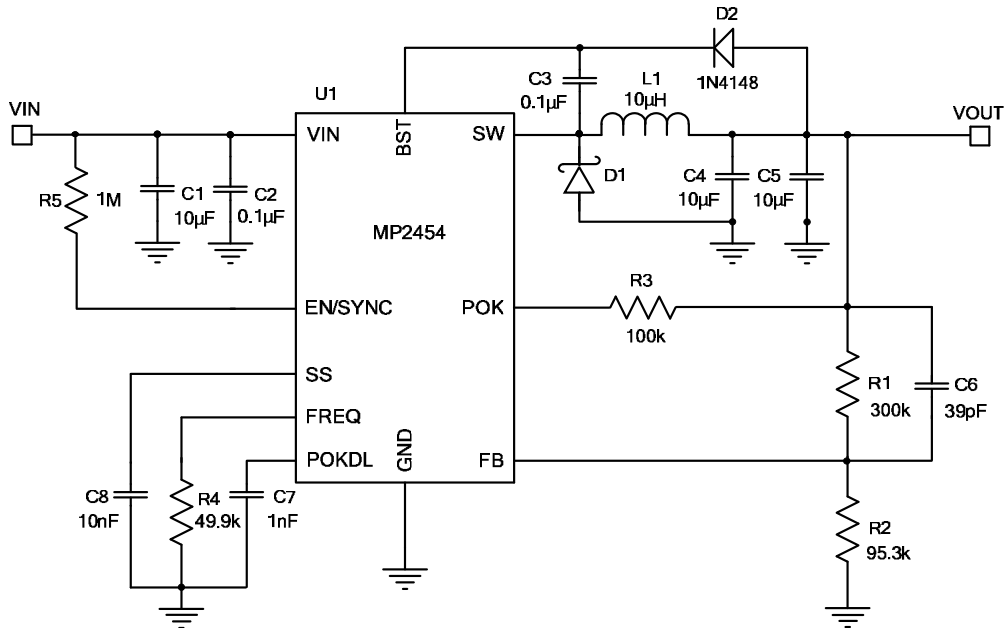 D2
1N4148
C3
0.1µF
L1
10µH
U1
VIN
VOUT
VIN
BST
SW
D1
R5
1M
C1
10µF
C2
0.1µF
C4
10µF
C5
10µF
MP2454
EN/SYNC
POK
R3
100k
SS
R1
300k
C6
39pF
FREQ
POKDL
GND
FB
C8
10nF
R4
49.9k
C7
1nF
R2
95.3k